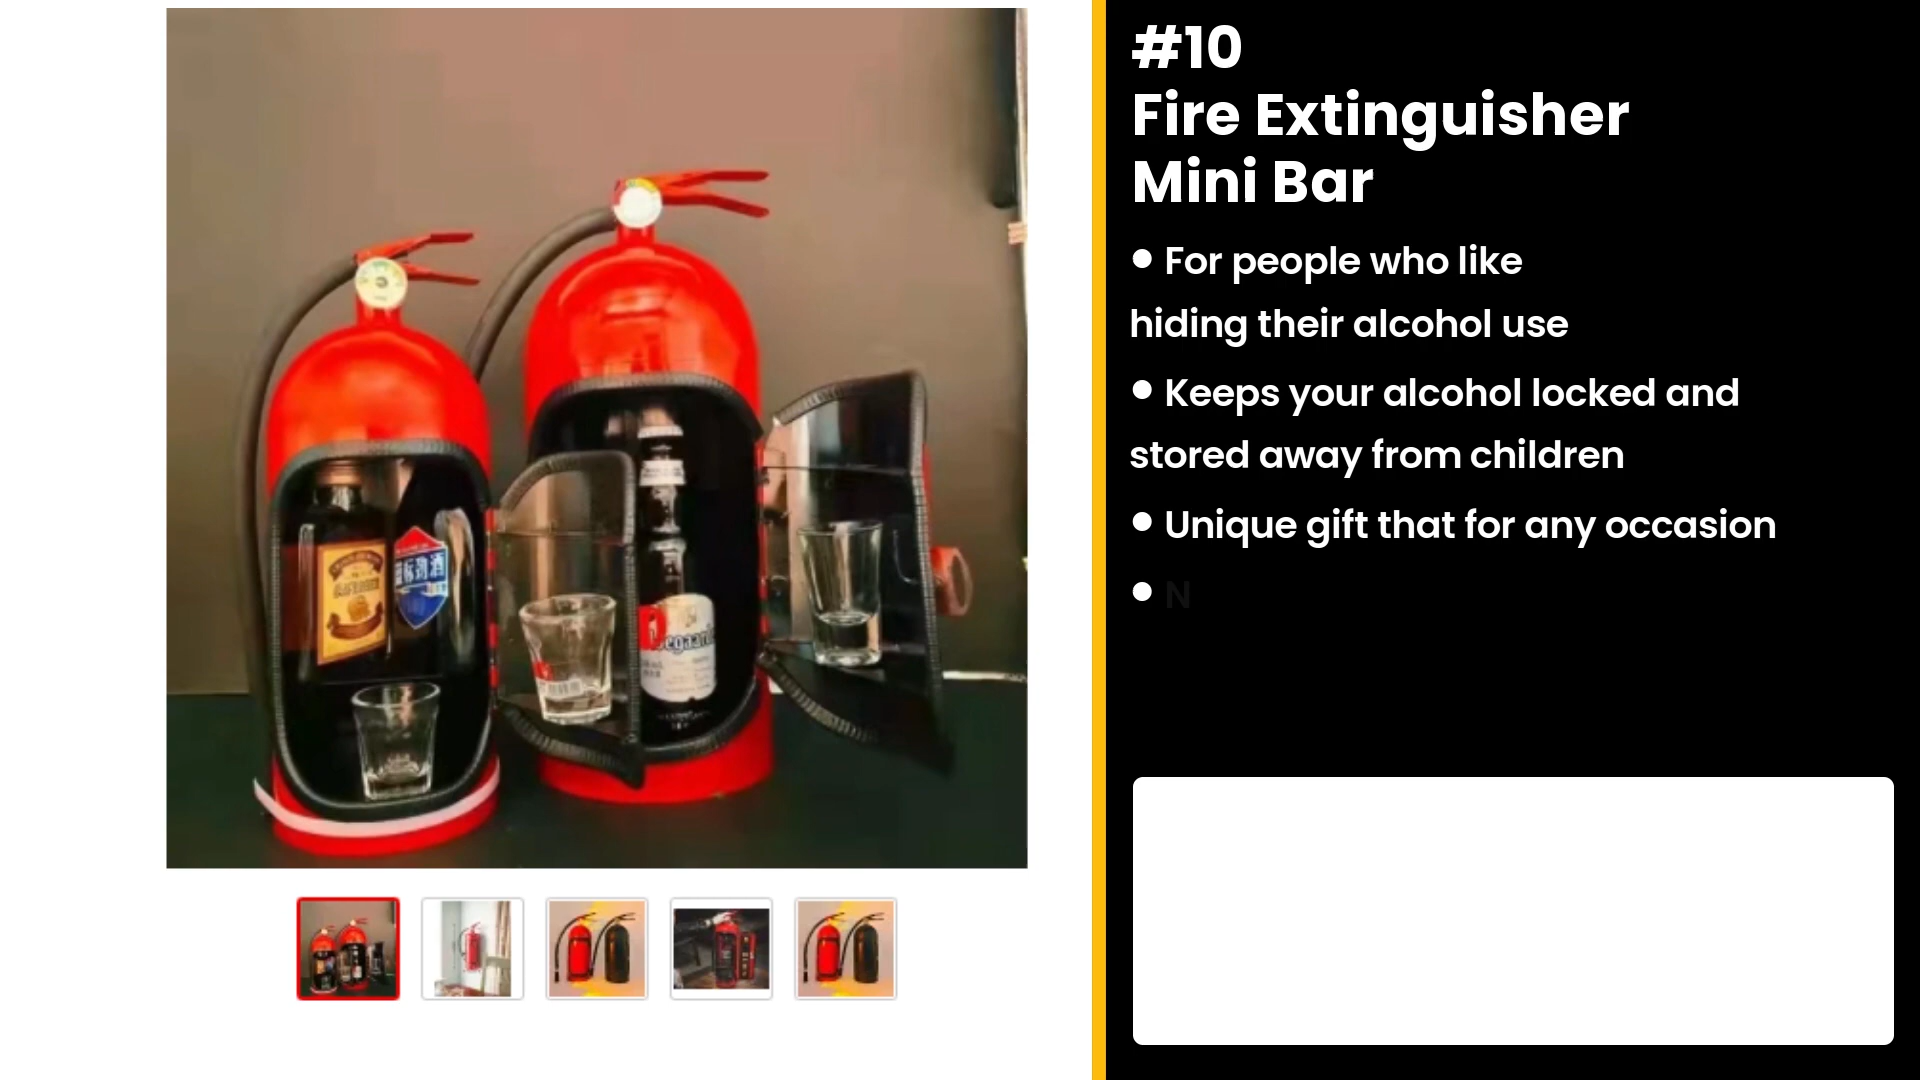 #10
Fire Extinguisher
Mini Bar
● For people who like
hiding their alcohol use
● Keeps your alcohol locked and
stored away from children
● Unique gift that for any occasion
● N